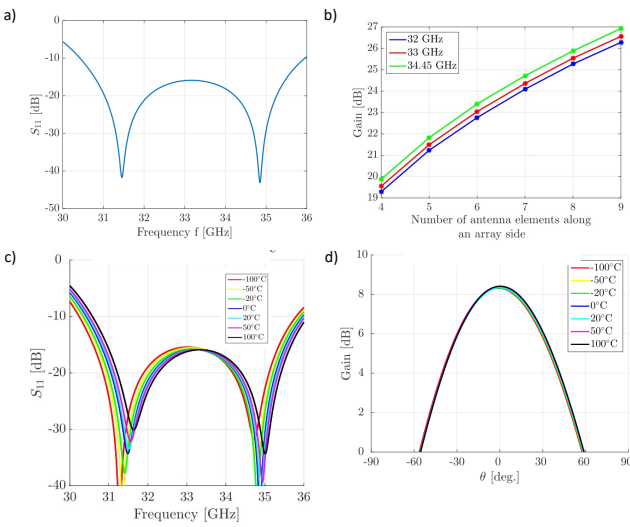 a)
0
-10
-20
-30
-40
-50
S11 [dB]
30 31 32 33 34 35 36
Frequency f [GHz]
b)
27
26
25
24
23
22
21
20
19
Gain [dB]
32 GHz
33 GHz
34.45 GHz
4 5 6 7 8 9
Number of antenna elements along
an array side
c)
0
-10
-20
-30
-40
S11 [dB]
-100°C
-50°C
-20°C
0°C
20°C
50°C
100°C
30 31 32 33 34 35 36
Frequency [GHz]
d)
10
8
6
4
2
0
Gain [dB]
-100°C
-50°C
-20°C
0°C
20°C
50°C
100°C
-90 -60 -30 0 30 60 90
θ [deg.]